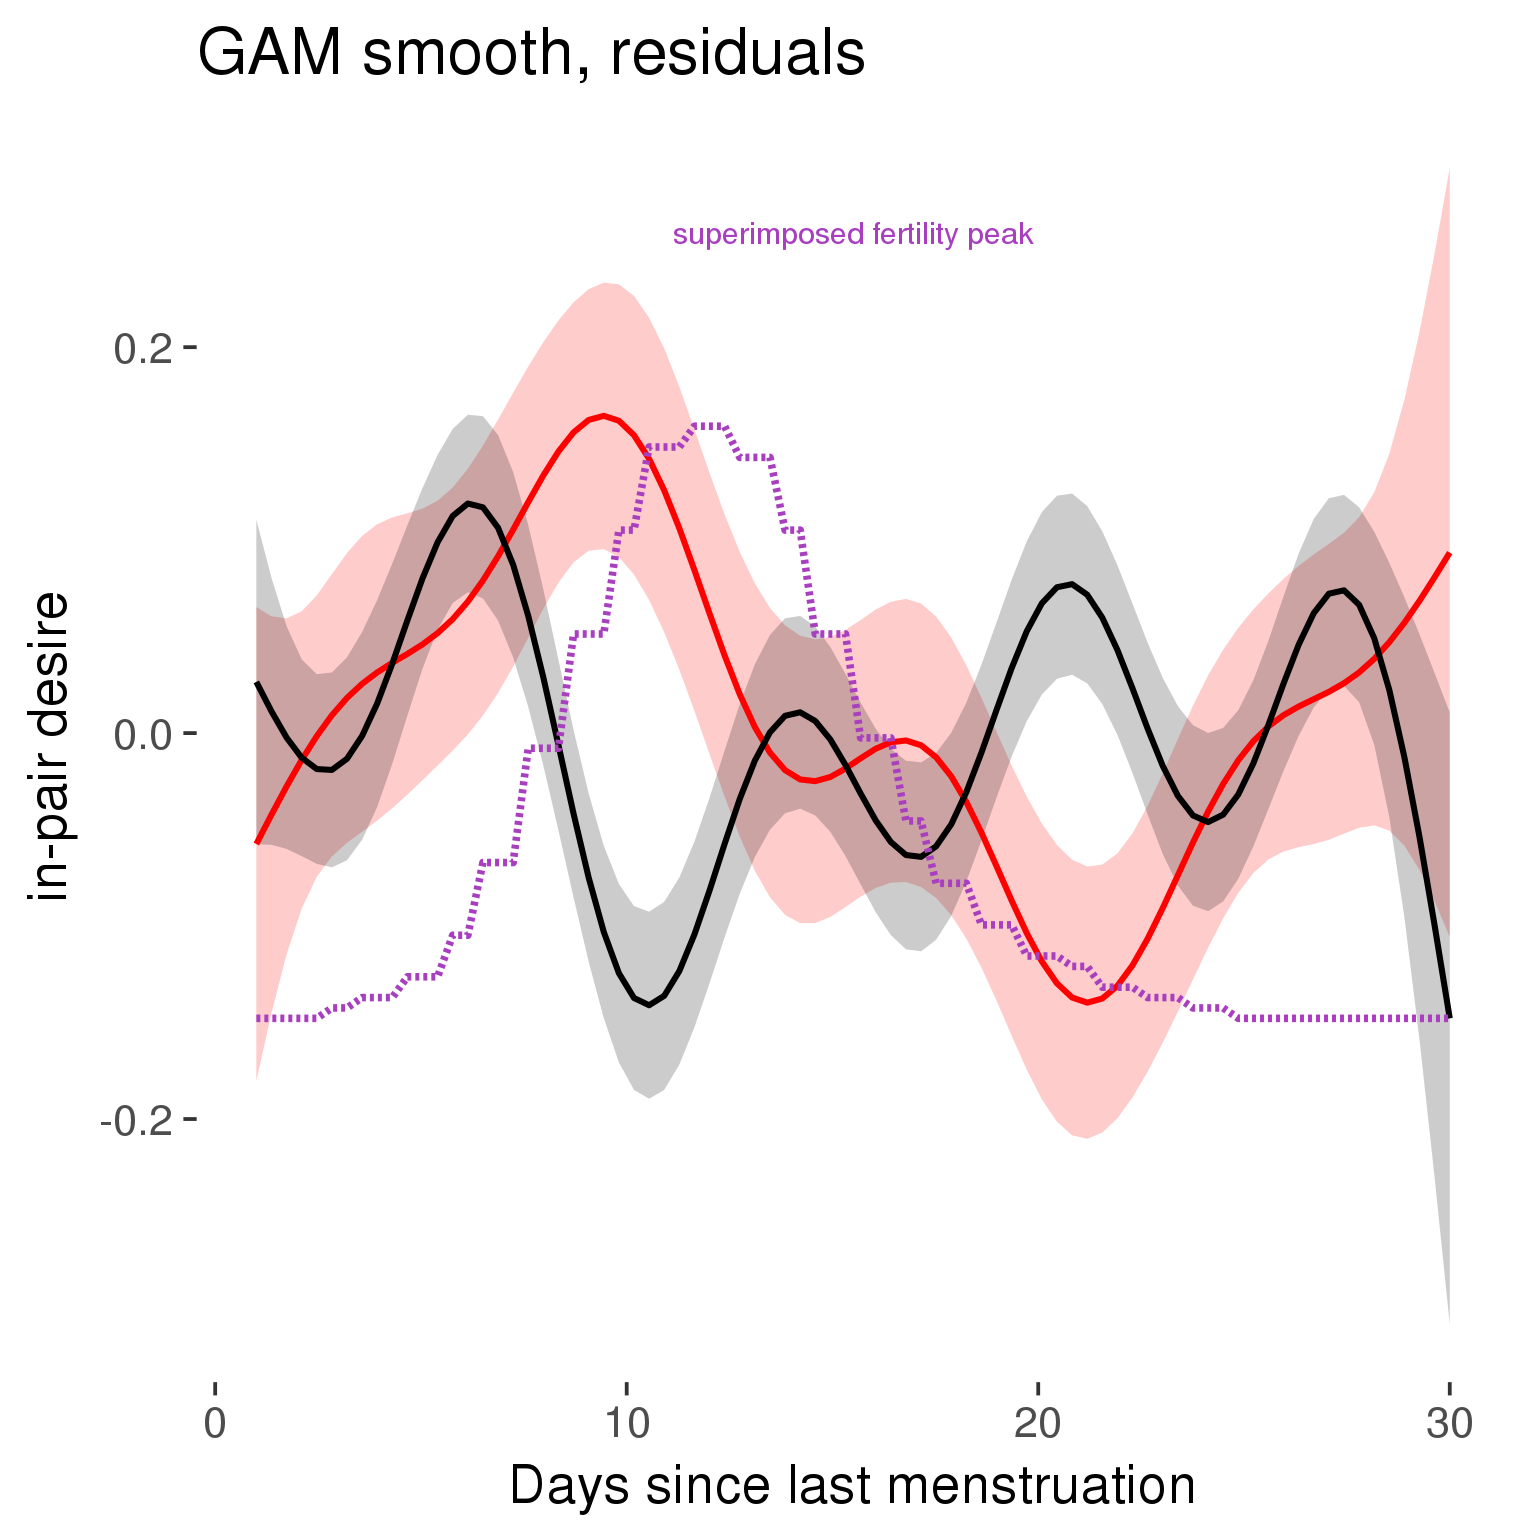 GAM smooth, residuals
superimposed fertility peak
in-pair desire
0.2
0.0
-0.2
0 10 20 30
Days since last menstruation